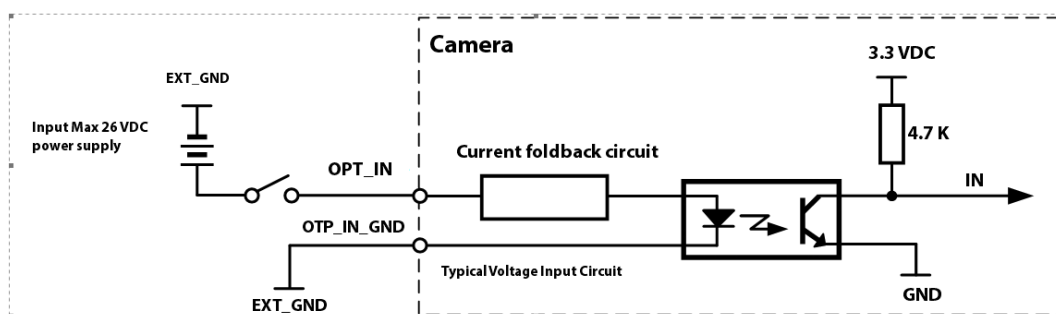 Camera
3.3 VDC
EXT_GND
Input Max 26 VDC
power supply
4.7 K
Current foldback circuit
OPT_IN
IN
OTP_IN_GND
Typical Voltage Input Circuit
GND
EXT_GND